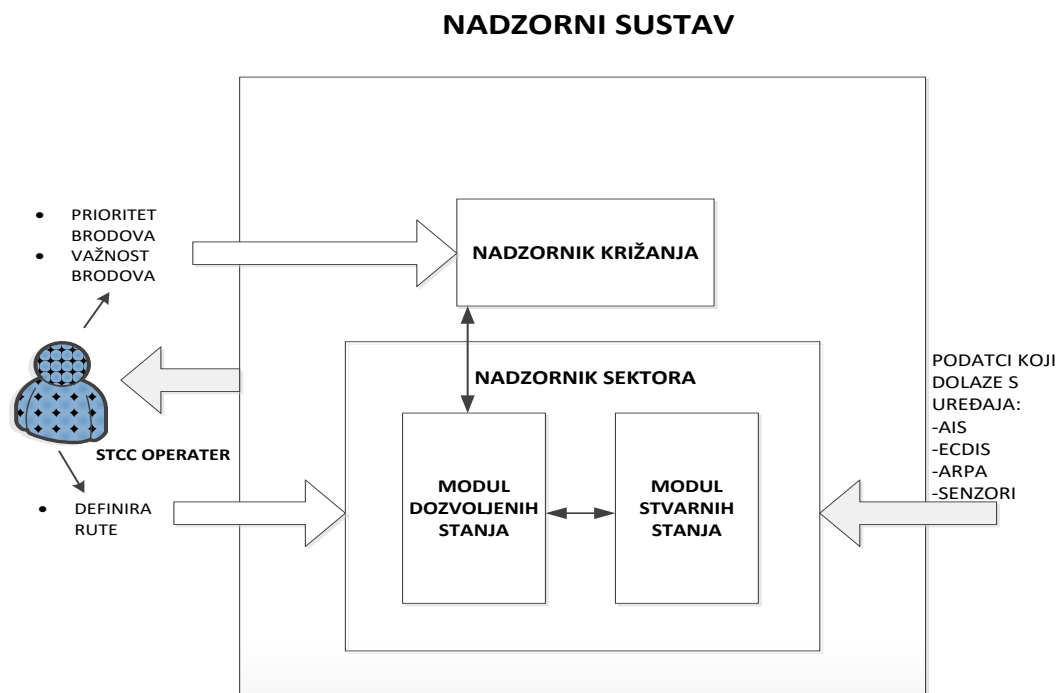 NADZORNI SUSTAV
• PRIORITET
BRODOVA
• VAŽNOST
BRODOVA
NADZORNIK KRIŽANJA
STCC OPERATER
• DEFINIRA
RUTE
NADZORNIK SEKTORA
MODUL
DOZVOLJENIH
STANJA
MODUL
STVARNIH
STANJA
PODATCI KOJI
DOLAZE S
UREĐAJA:
-AIS
-ECDIS
-ARPA
-SENZORI